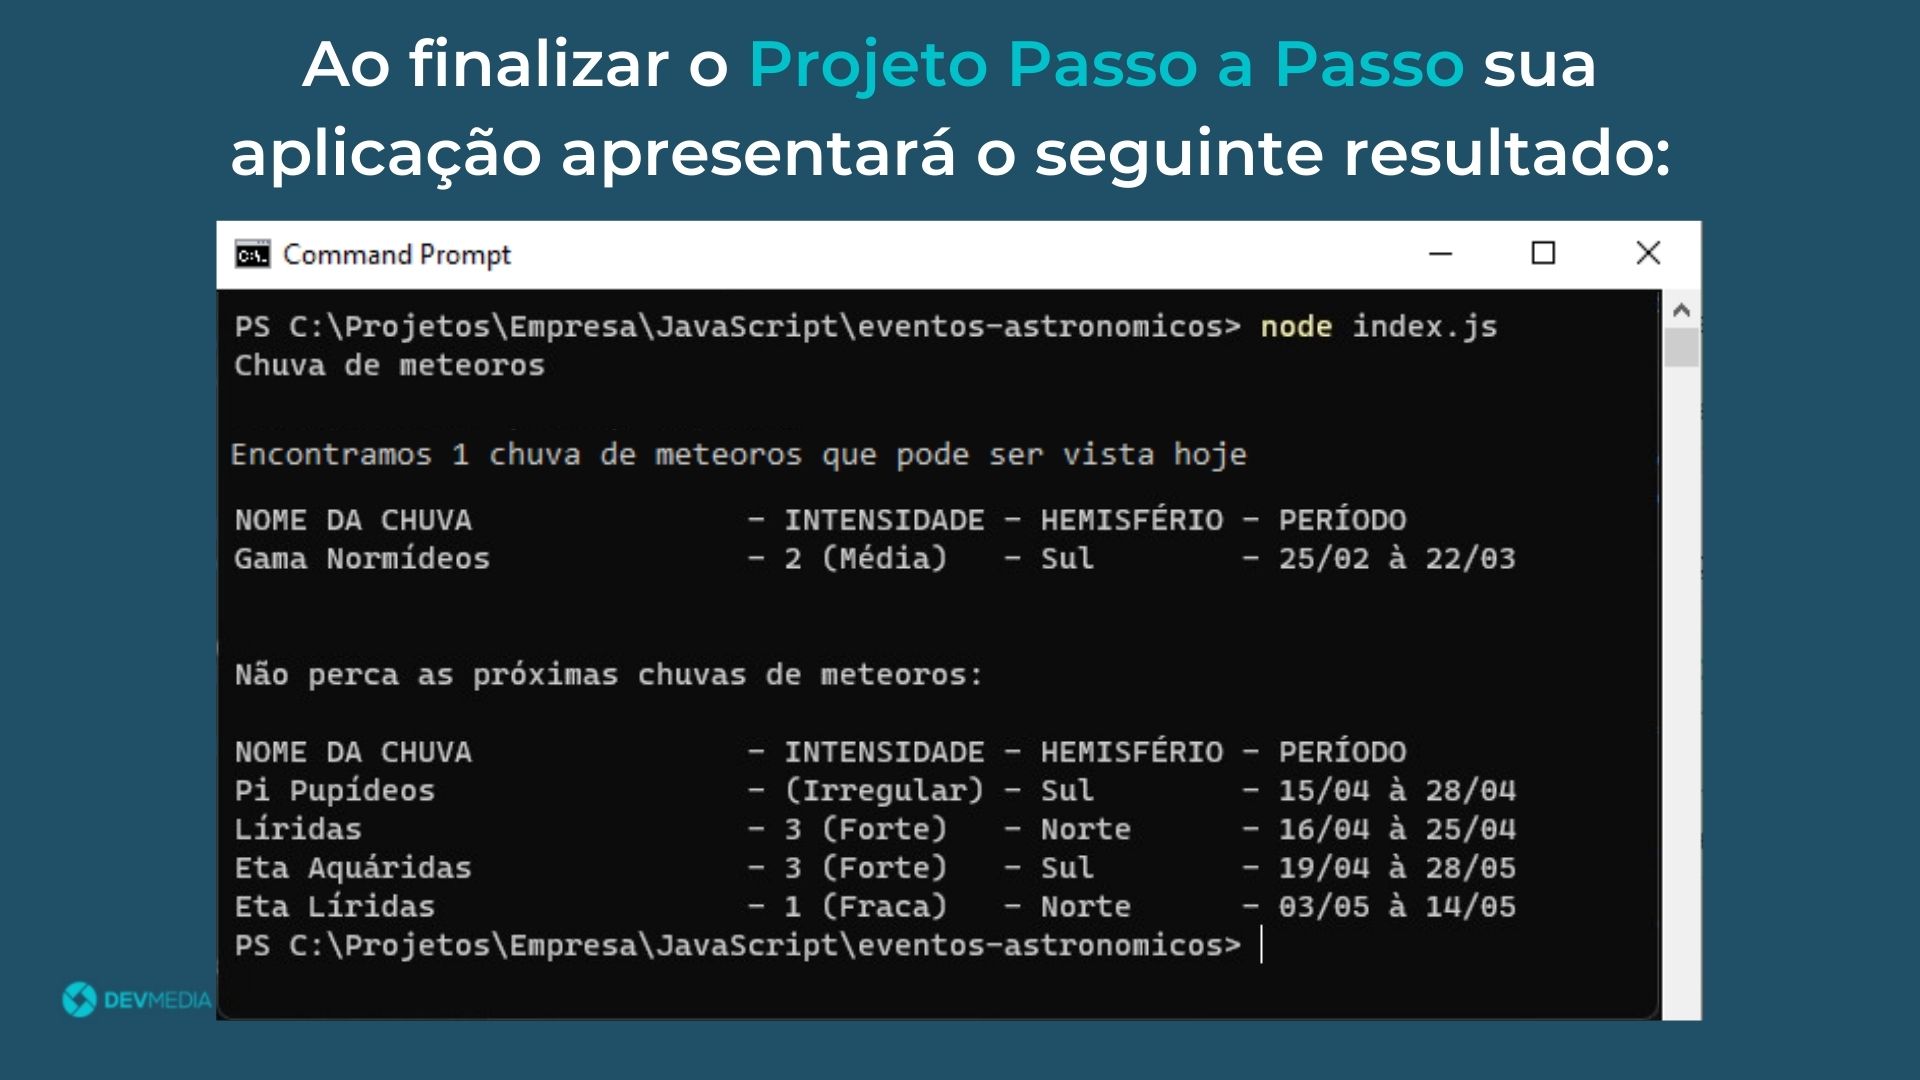 Ao finalizar o Projeto Passo a Passo sua
aplicação apresentará o seguinte resultado:
C:\. Command Prompt
PS C:\Projetos\Empresa\JavaScript\eventos-astronomicos> node index.js
Chuva de meteoros
Encontramos 1 chuva de meteoros que pode ser vista hoje
NOME DA CHUVA - INTENSIDADE - HEMISFÉRIO - PERÍODO
Gama Normídeos - 2 (Média) - Sul - 25/02 à 22/03
Não perca as próximas chuvas de meteoros:
NOME DA CHUVA - INTENSIDADE - HEMISFÉRIO - PERÍODO
Pi Pupídeos - (Irregular) - Sul - 15/04 à 28/04
Líridas - 3 (Forte) - Norte - 16/04 à 25/04
Eta Aquáridas - 3 (Forte) - Sul - 19/04 à 28/05
Eta Líridas - 1 (Fraca) - Norte - 03/05 à 14/05
PS C:\Projetos\Empresa\JavaScript\eventos-astronomicos>
DEVMEDIA